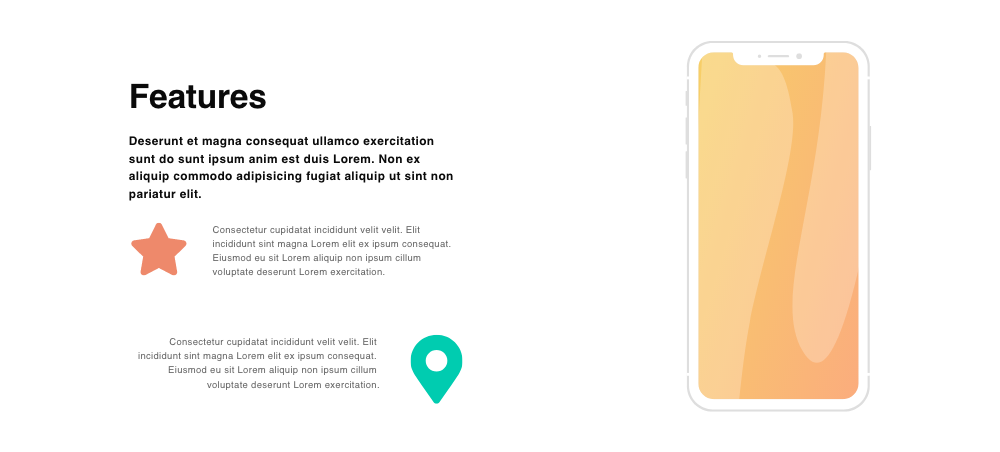 Features
Deserunt et magna consequat ullamco exercitation
sunt do sunt ipsum anim est duis Lorem. Non ex
aliquip commodo adipisicing fugiat aliquip ut sint non
pariatur elit.
Consectetur cupidatat incididunt velit velit. Elit
incididunt sint magna Lorem elit ex ipsum consequat.
Eiusmod eu sit Lorem aliquip non ipsum cillum
voluptate deserunt Lorem exercitation.
Consectetur cupidatat incididunt velit velit. Elit
incididunt sint magna Lorem elit ex ipsum consequat.
Eiusmod eu sit Lorem aliquip non ipsum cillum
voluptate deserunt Lorem exercitation.